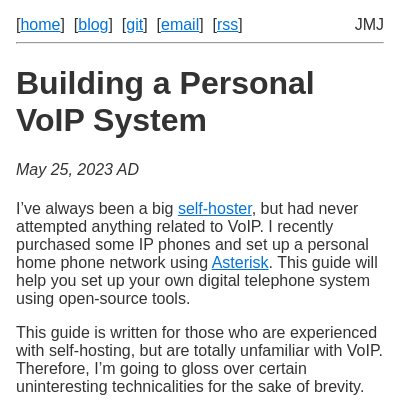 [home] [blog] [git] [email] [rss] JMJ
Building a Personal
VoIP System
May 25, 2023 AD
I’ve always been a big self-hoster, but had never
attempted anything related to VoIP. I recently
purchased some IP phones and set up a personal
home phone network using Asterisk. This guide will
help you set up your own digital telephone system
using open-source tools.
This guide is written for those who are experienced
with self-hosting, but are totally unfamiliar with VoIP.
Therefore, I’m going to gloss over certain
uninteresting technicalities for the sake of brevity.